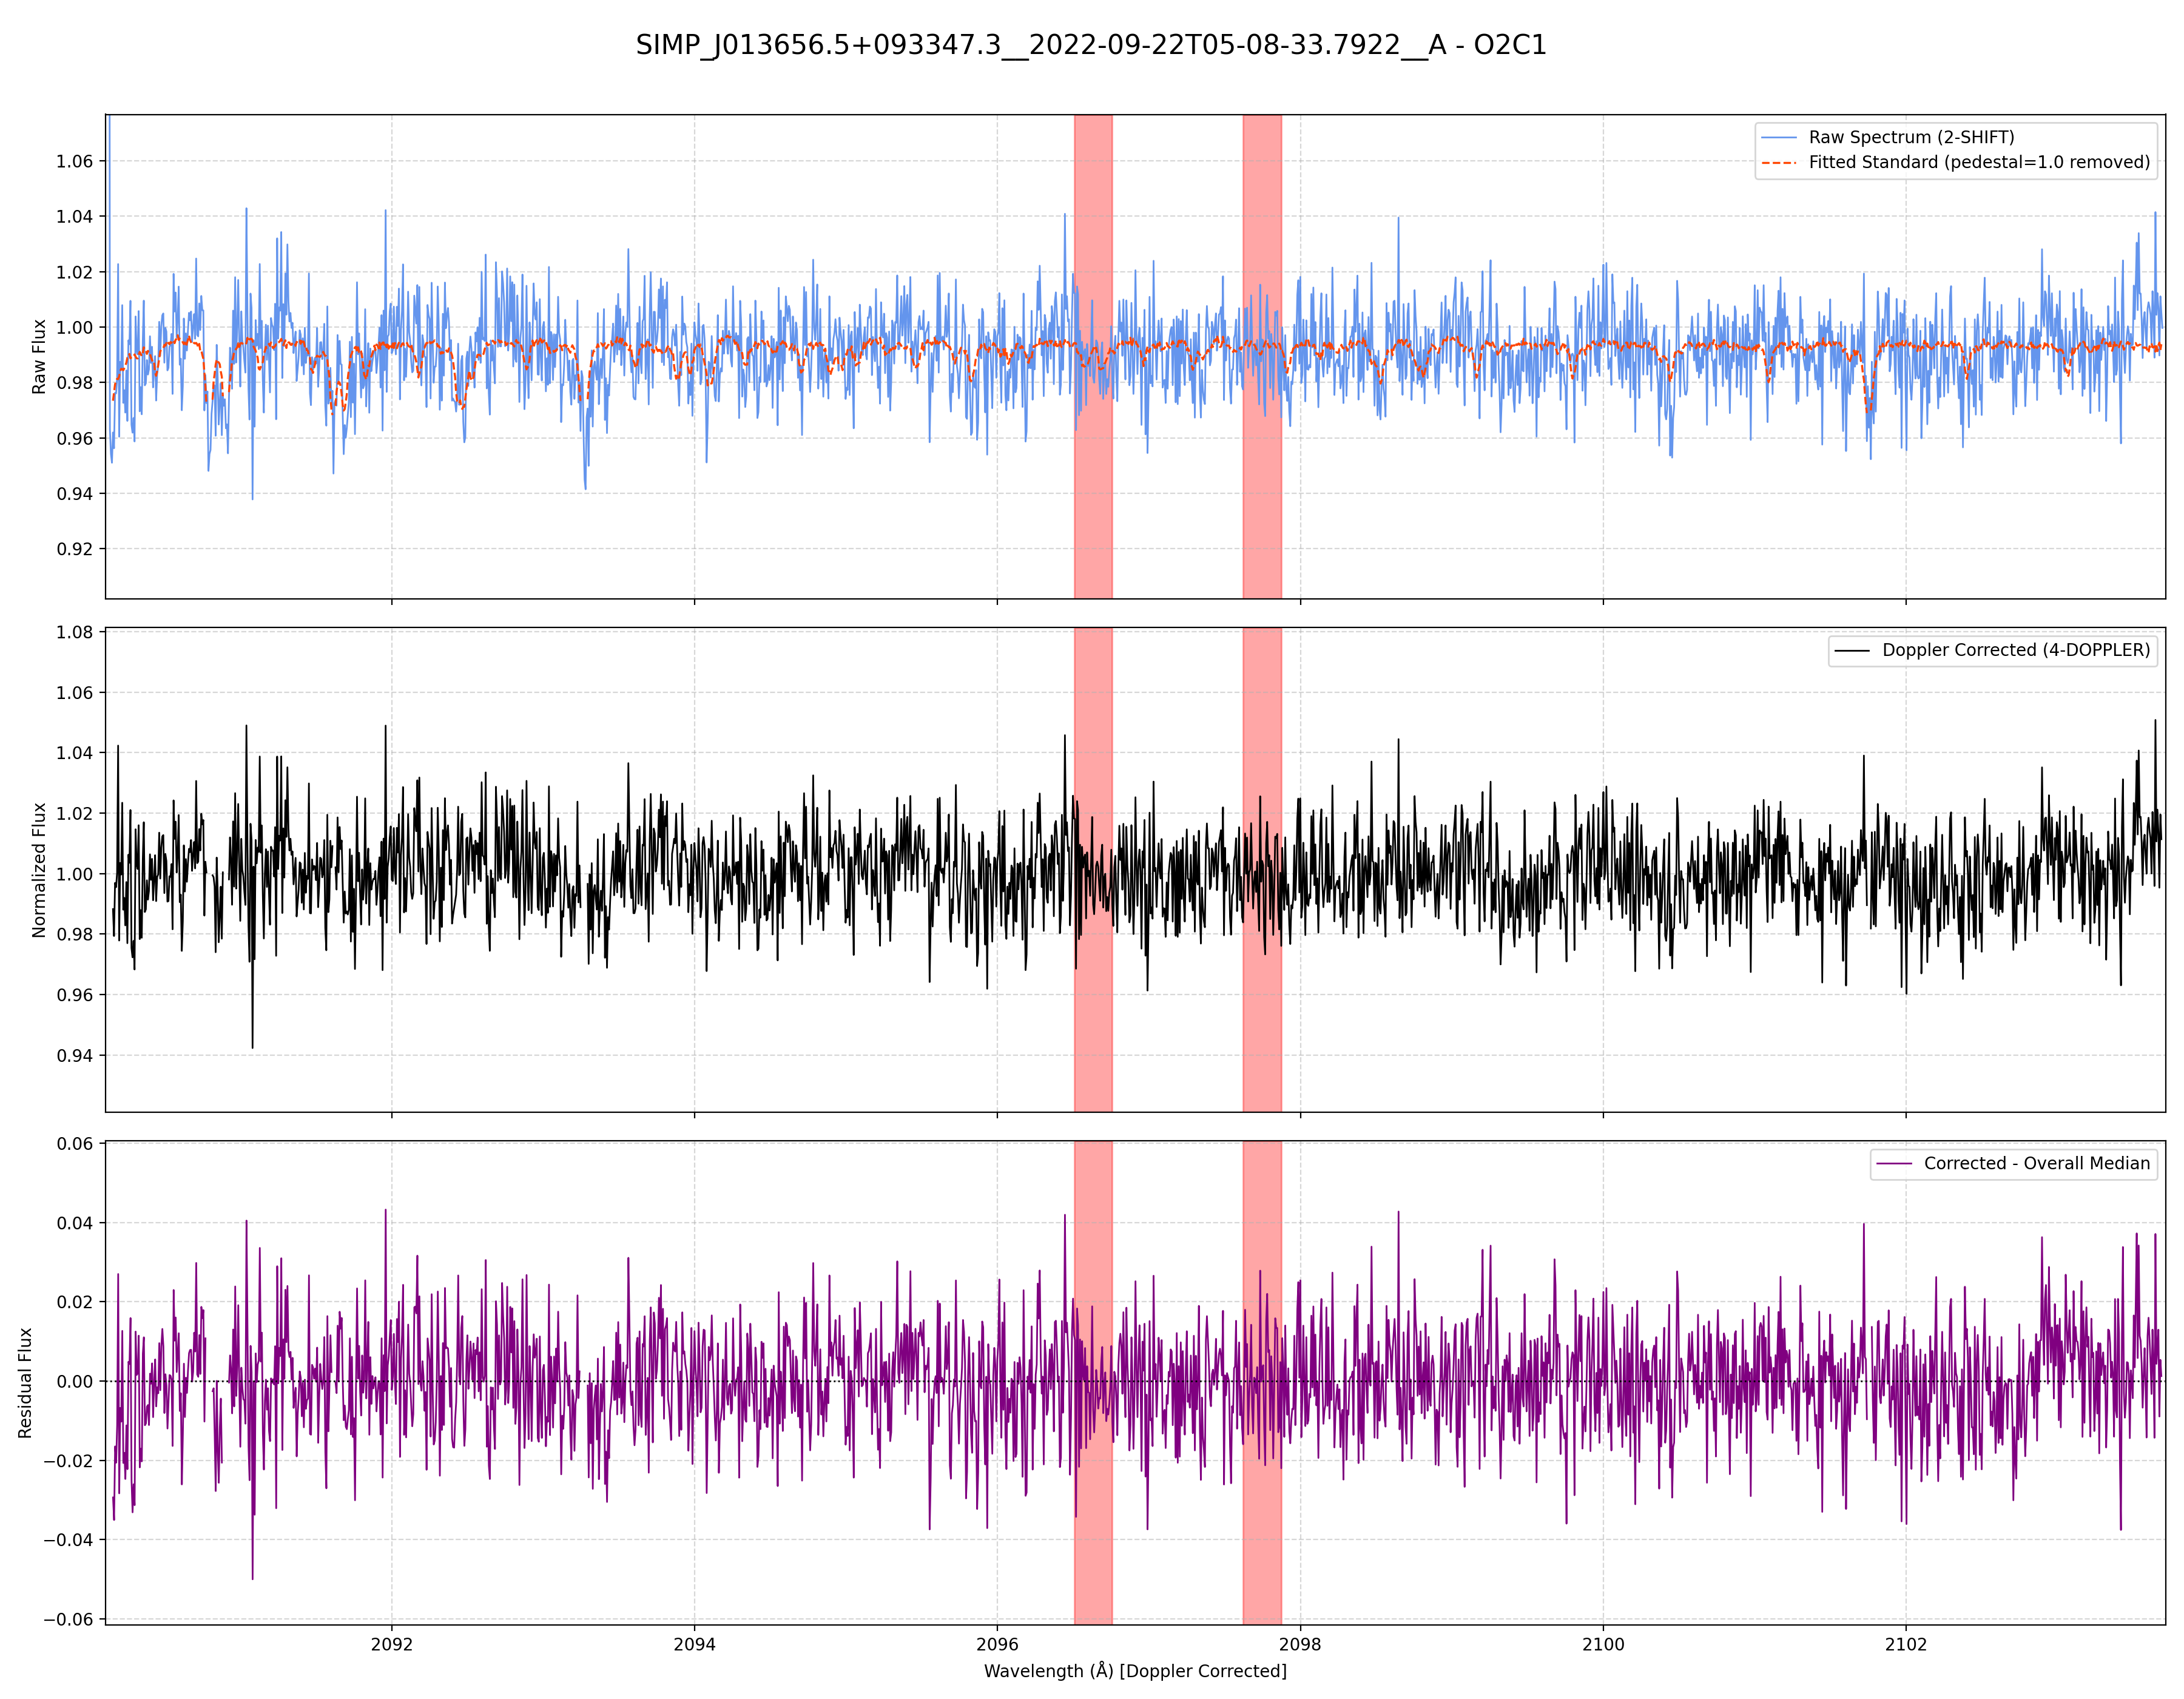 SIMP_J013656.5+093347.3__2022-09-22T05-08-33.7922__A - O2C1
Raw Spectrum (2-SHIFT)
Fitted Standard (pedestal=1.0 removed)
Raw Flux
1.06
1.04
1.02
1.00
0.98
0.96
0.94
0.92
Doppler Corrected (4-DOPPLER)
Normalized Flux
1.08
1.06
1.04
1.02
1.00
0.98
0.96
0.94
Corrected - Overall Median
Residual Flux
0.06
0.04
0.02
0.00
−0.02
−0.04
−0.06
2092 2094 2096 2098 2100 2102
Wavelength (Å) [Doppler Corrected]